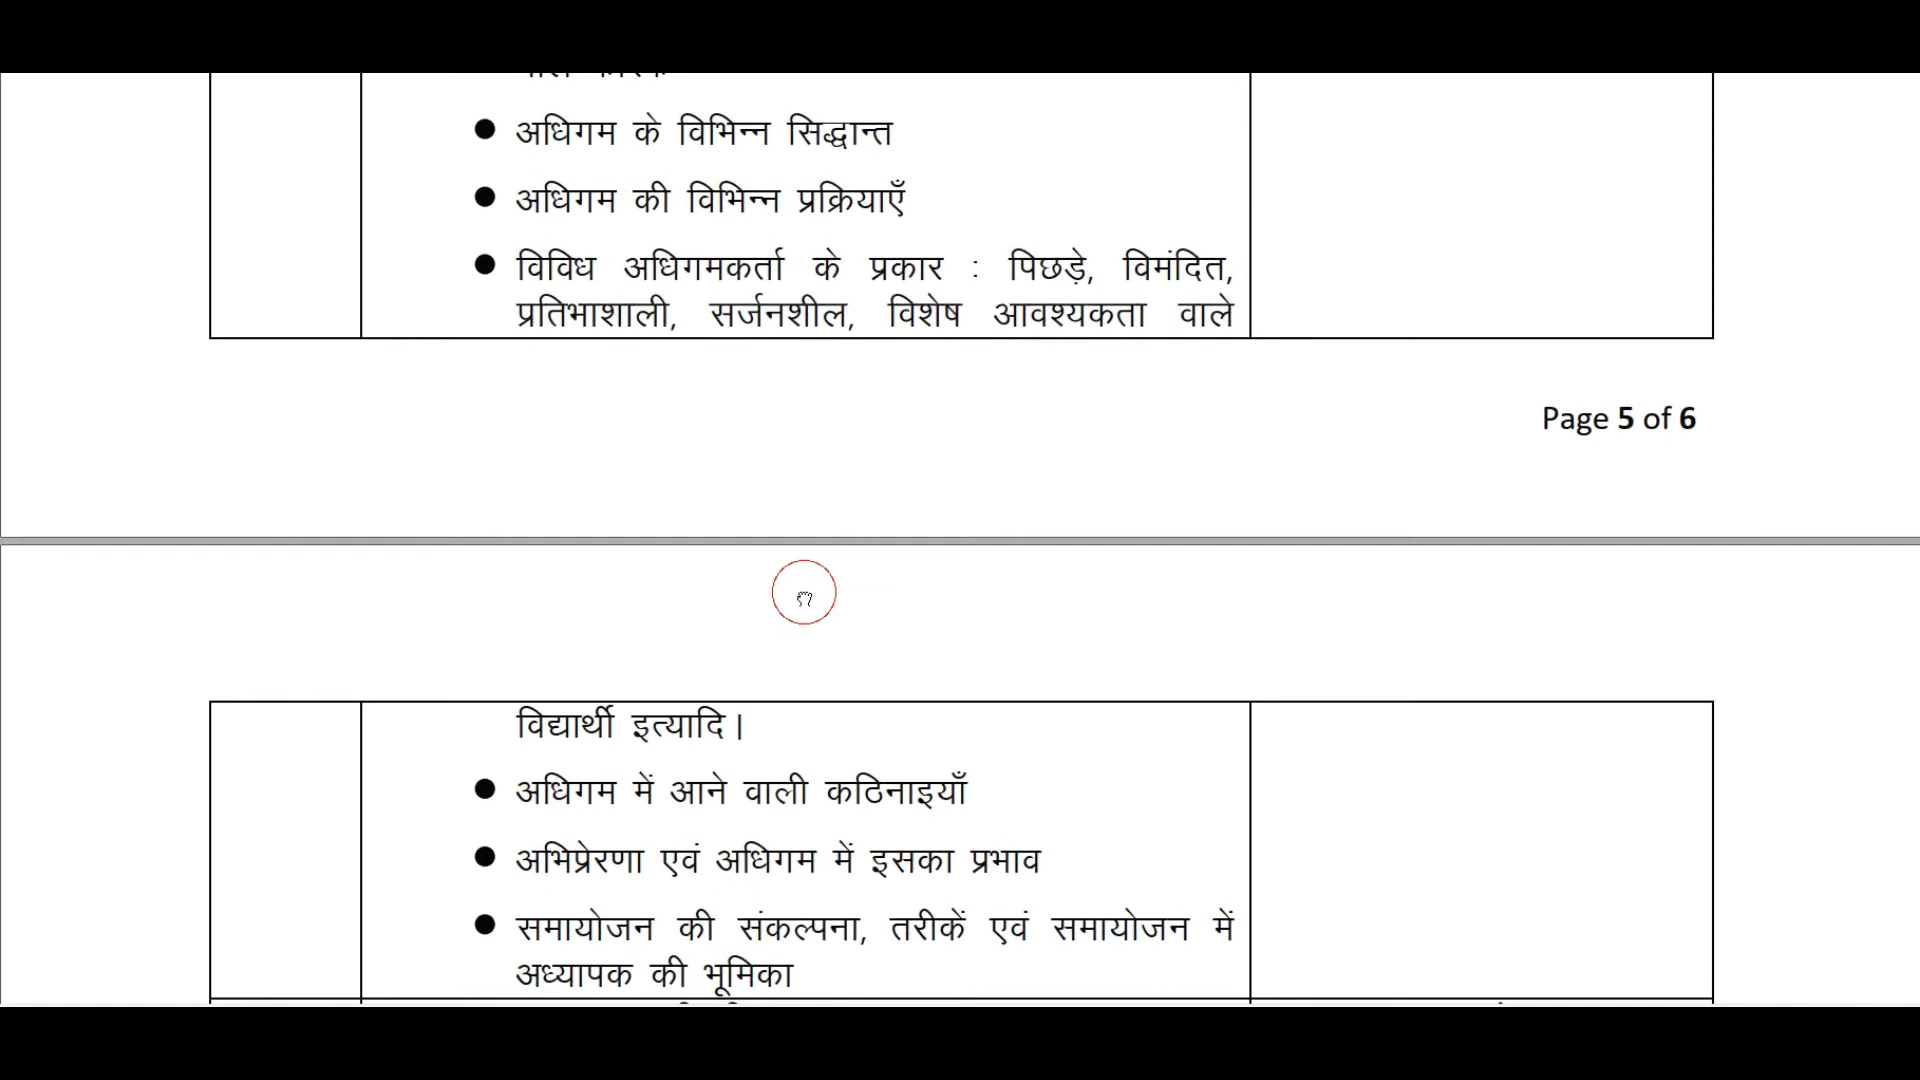 अधिगम के विभिन्न सिद्धान्त
अधिगम की विभिन्न प्रक्रियाएँ
विविध अधिगमकर्ता के प्रकार : पिछड़े, विमंदित,
प्रतिभाशाली, सर्जनशील, विशेष आवश्यकता वाले
Page 5 of 6
विद्यार्थी इत्यादि।
अधिगम में आने वाली कठिनाइयाँ
अभिप्रेरणा एवं अधिगम में इसका प्रभाव
समायोजन की संकल्पना, तरीकें एवं समायोजन में
अध्यापक की भूमिका